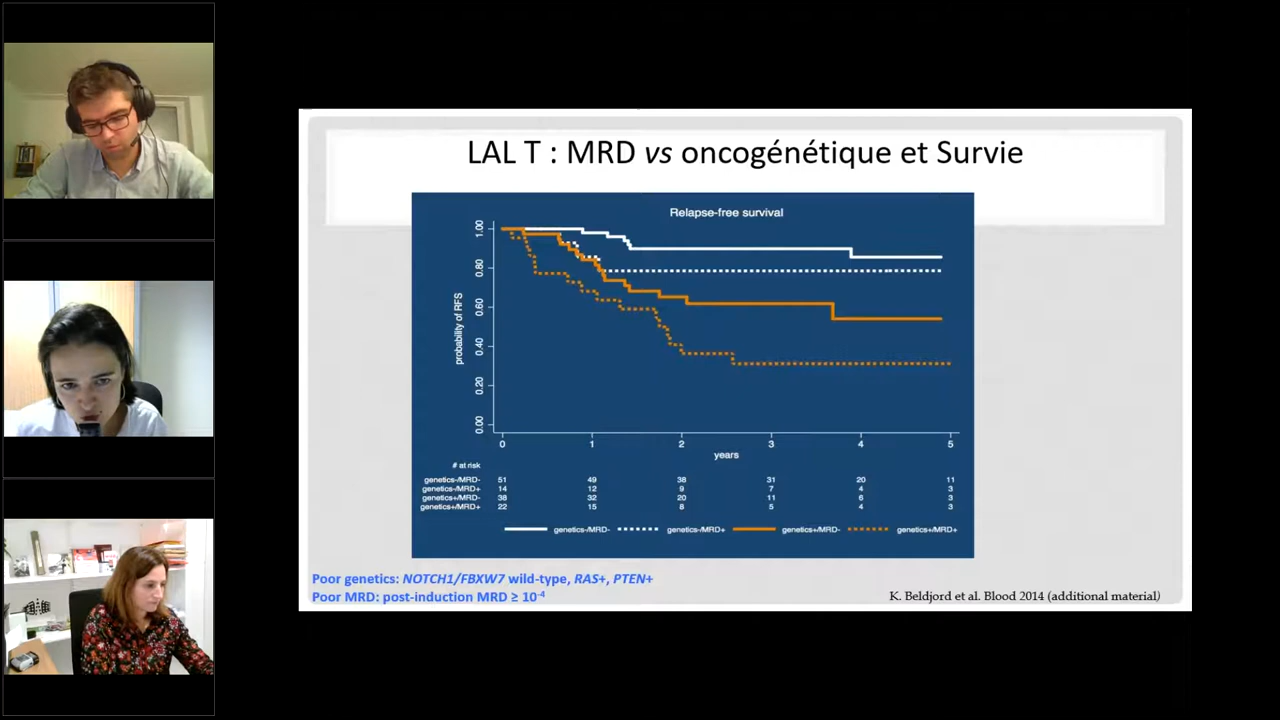 LAL T : MRD vs oncogénétique et Survie
Relapse-free survival
probability of RFS
1.00
0.80
0.60
0.40
0.20
0.00
0 1 2 3 4 5
years
# at risk
genetics-/MRD- 51 49 38 31 20 11
genetics-/MRD+ 14 12 9 7 4 3
genetics+/MRD- 38 32 20 11 6 3
genetics+/MRD+ 22 15 8 5 4 3
genetics-/MRD- genetics-/MRD+ genetics+/MRD- genetics+/MRD+
Poor genetics: NOTCH1/FBXW7 wild-type, RAS+, PTEN+
Poor MRD: post-induction MRD ≥ 10⁻⁴
K. Beldjord et al. Blood 2014 (additional material)